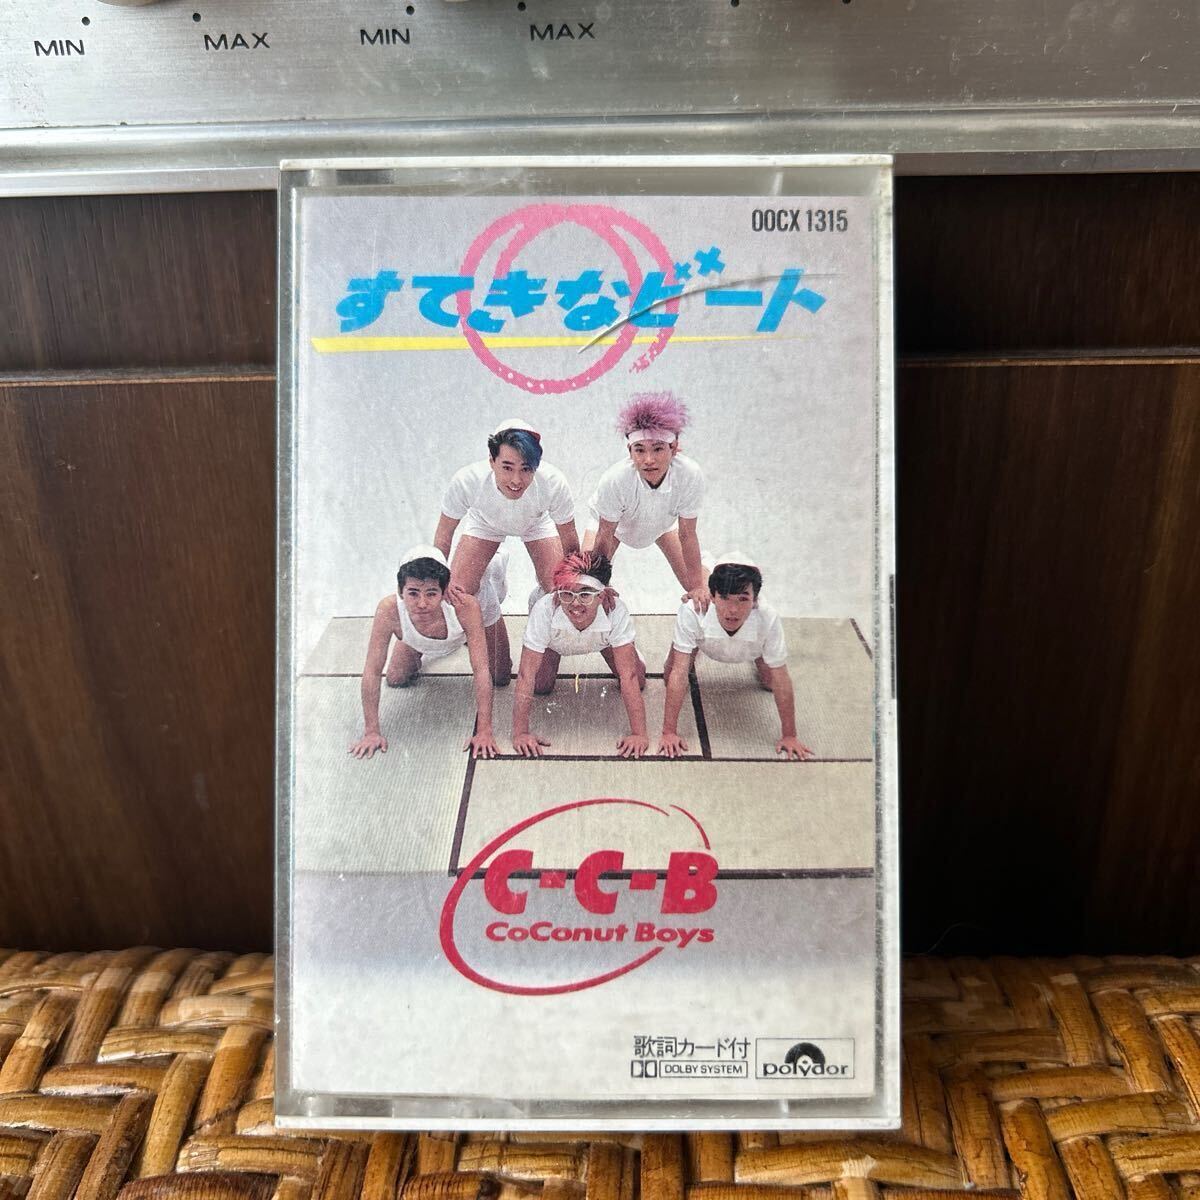 MIN MAX MIN MAX
00CX 1315
すてきなビート
C-C-B
CoConut Boys
歌詞カード付
DOLBY SYSTEM
polydor